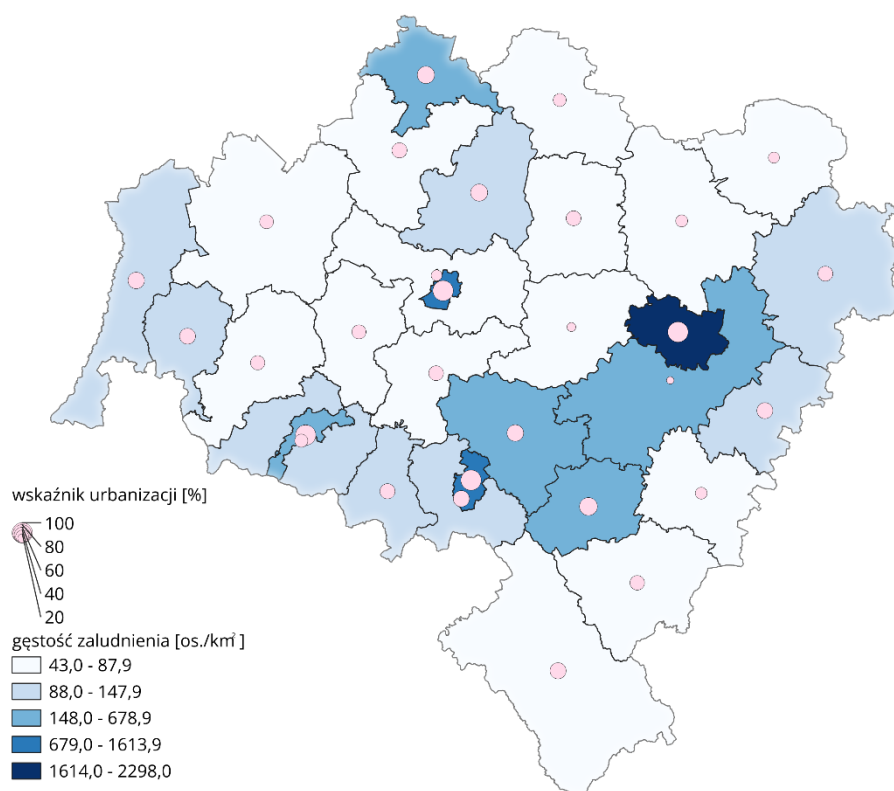 wskaźnik urbanizacji [%]
100
80
60
40
20
gęstość zaludnienia [os./km²]
43,0 - 87,9
88,0 - 147,9
148,0 - 678,9
679,0 - 1613,9
1614,0 - 2298,0